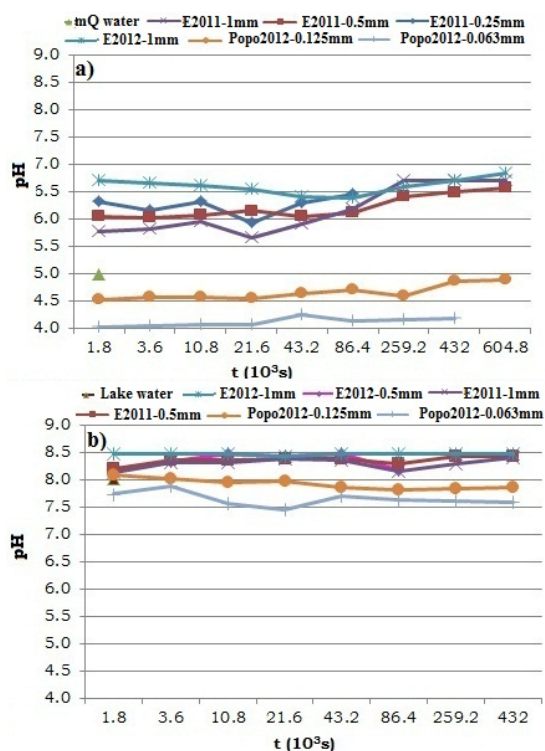 mQ water E2011-1mm E2011-0.5mm E2011-0.25mm
E2012-1mm Popo2012-0.125mm Popo2012-0.063mm
a)
9.0
8.5
8.0
7.5
7.0
6.5
6.0
5.5
5.0
4.5
4.0
pH
1.8 3.6 10.8 21.6 43.2 86.4 259.2 432 604.8
t (10³s)
Lake water E2012-1mm E2012-0.5mm E2011-1mm
E2011-0.5mm Popo2012-0.125mm Popo2012-0.063mm
b)
9.0
8.5
8.0
7.5
7.0
6.5
6.0
5.5
5.0
4.5
4.0
pH
1.8 3.6 10.8 21.6 43.2 86.4 259.2 432
t (10³s)